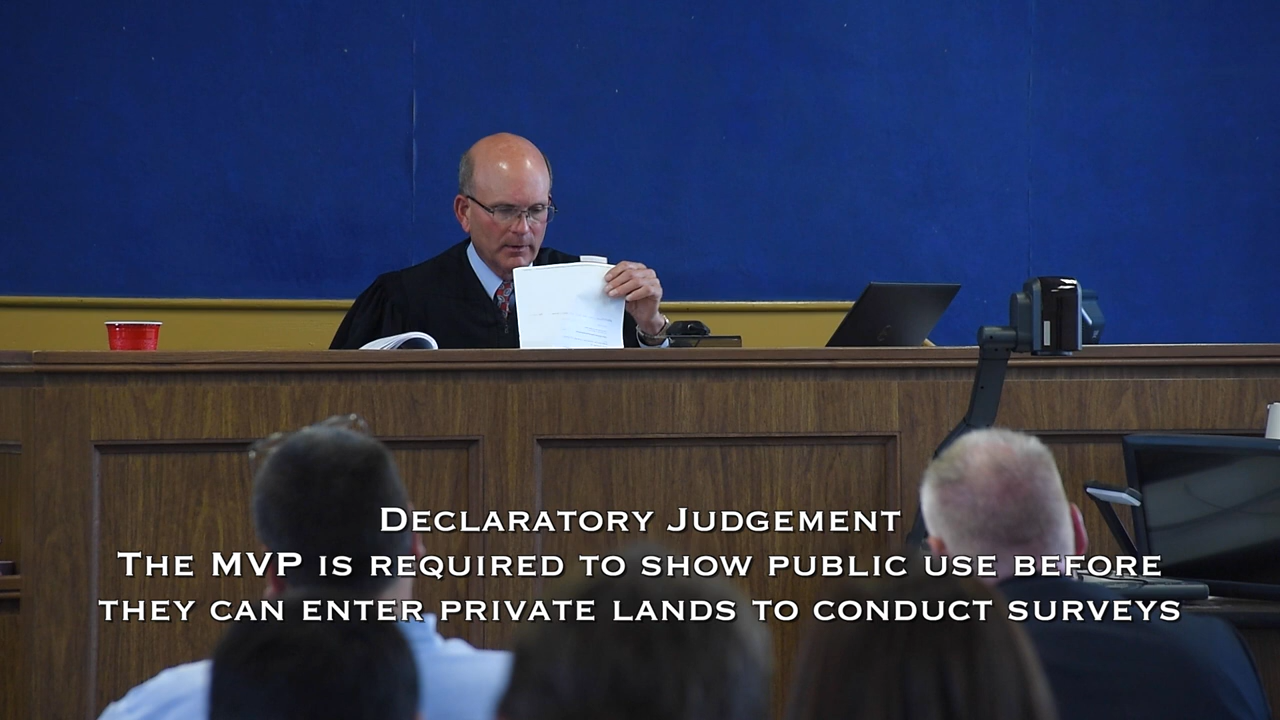 Declaratory Judgement
The MVP is required to show public use before
they can enter private lands to conduct surveys